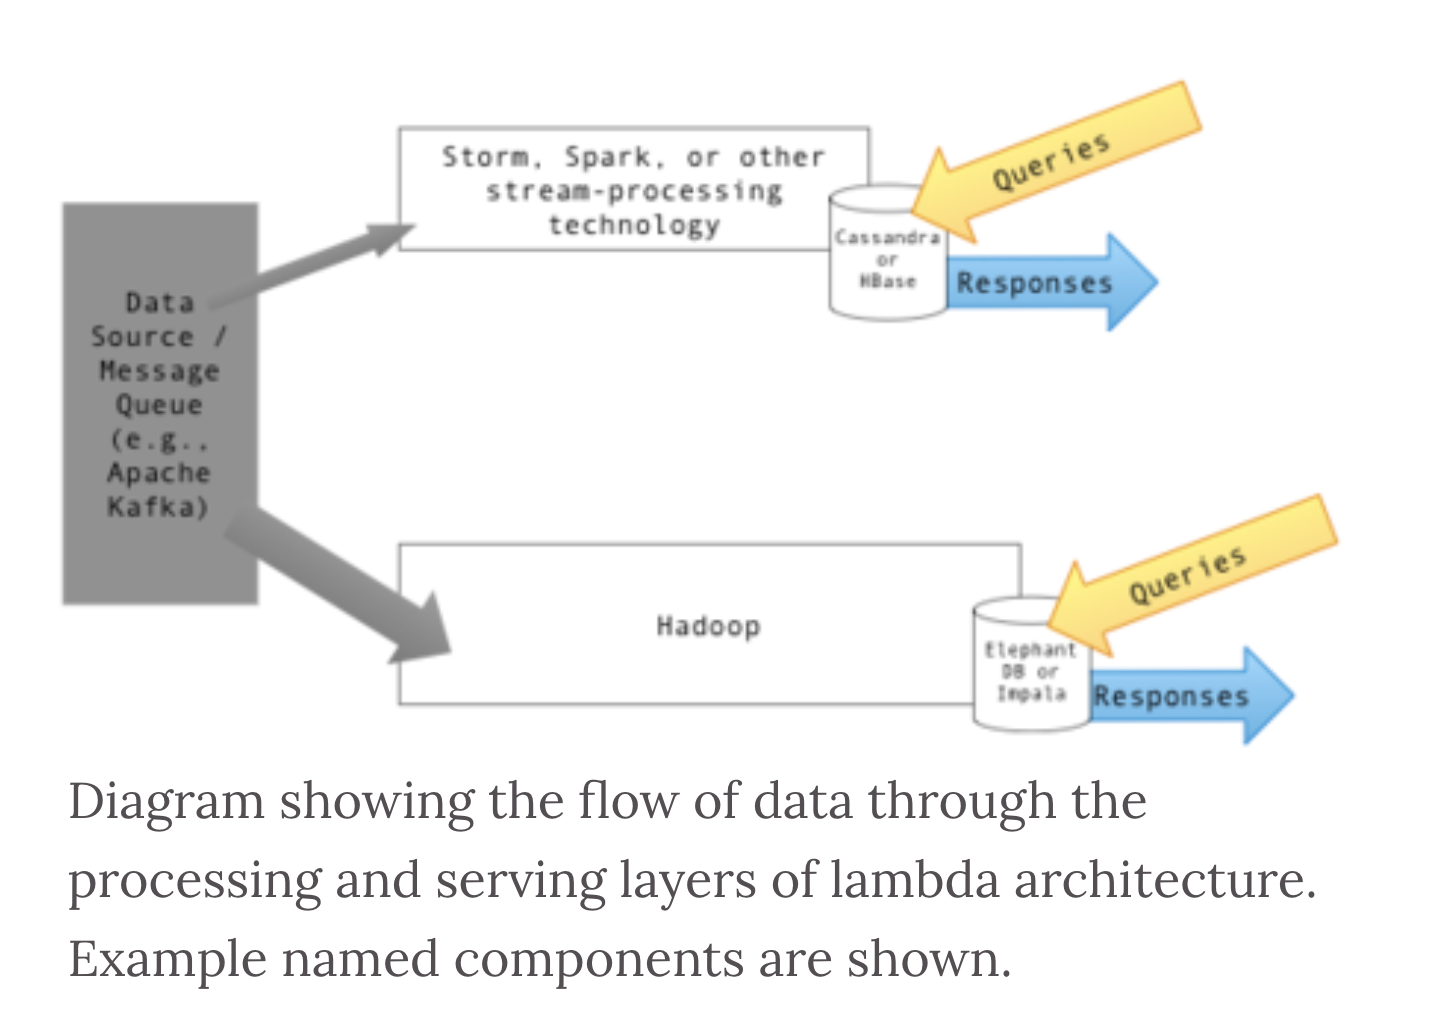 Storm, Spark, or other
stream-processing
technology
Queries
Cassandra
or
HBase
Responses
Data
Source /
Message
Queue
(e.g.,
Apache
Kafka)
Queries
Hadoop
Elephant
DB or
Impala
Responses
Diagram showing the flow of data through the
processing and serving layers of lambda architecture.
Example named components are shown.